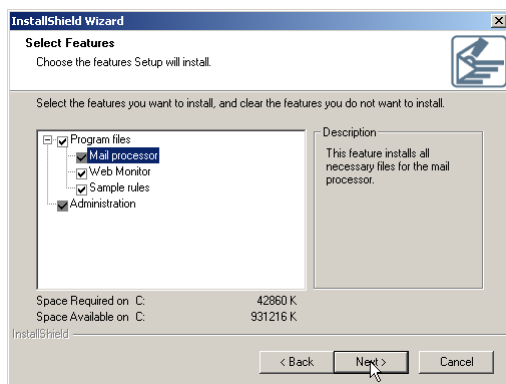 InstallShield Wizard
Select Features
Choose the features Setup will install.
Select the features you want to install, and clear the features you do not want to install.
Program files
Mail processor
Web Monitor
Sample rules
Administration
Description
This feature installs all
necessary files for the mail
processor.
Space Required on C: 42860 K
Space Available on C: 931216 K
InstallShield
< Back Next > Cancel